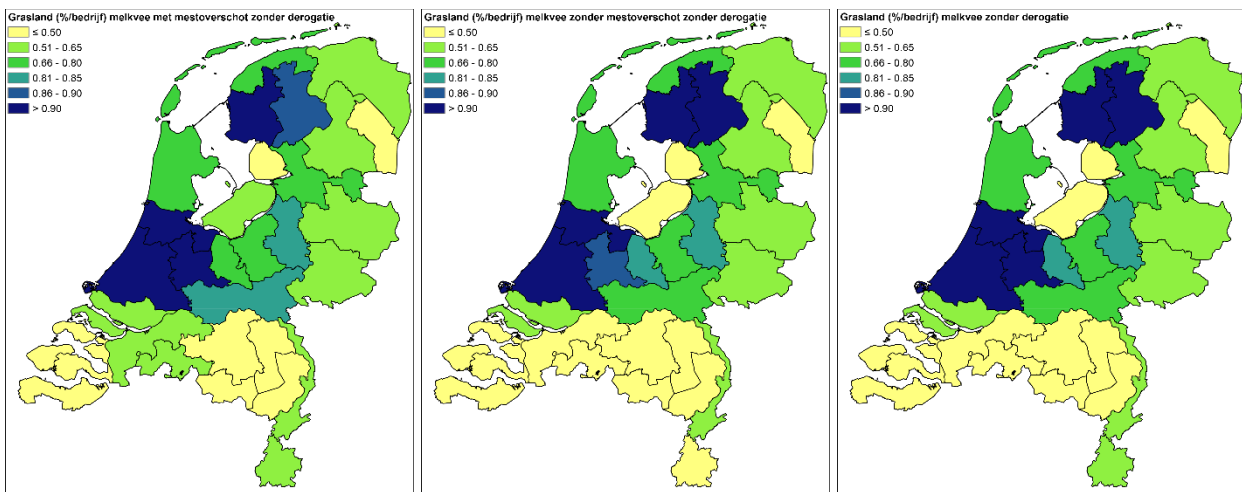 Grasland (%/bedrijf) melkvee met mestoverschot zonder derogatie
≤ 0.50
0.51 - 0.65
0.66 - 0.80
0.81 - 0.85
0.86 - 0.90
> 0.90
Grasland (%/bedrijf) melkvee zonder mestoverschot zonder derogatie
≤ 0.50
0.51 - 0.65
0.66 - 0.80
0.81 - 0.85
0.86 - 0.90
> 0.90
Grasland (%/bedrijf) melkvee zonder derogatie
≤ 0.50
0.51 - 0.65
0.66 - 0.80
0.81 - 0.85
0.86 - 0.90
> 0.90